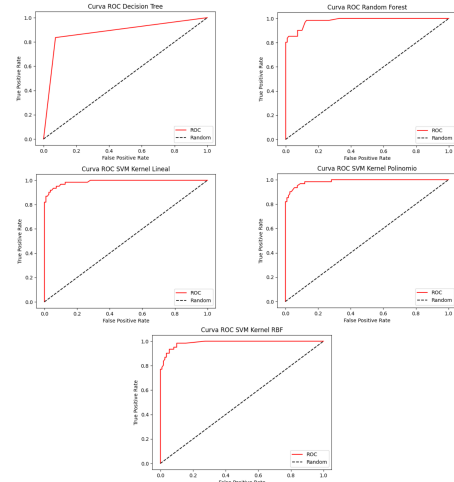 Curva ROC Decision Tree
True Positive Rate
1.0
0.8
0.6
0.4
0.2
0.0
0.0 0.2 0.4 0.6 0.8 1.0
False Positive Rate
ROC
Random
Curva ROC Random Forest
True Positive Rate
1.0
0.8
0.6
0.4
0.2
0.0
0.0 0.2 0.4 0.6 0.8 1.0
False Positive Rate
ROC
Random
Curva ROC SVM Kernel Lineal
True Positive Rate
1.0
0.8
0.6
0.4
0.2
0.0
0.0 0.2 0.4 0.6 0.8 1.0
False Positive Rate
ROC
Random
Curva ROC SVM Kernel Polinomio
True Positive Rate
1.0
0.8
0.6
0.4
0.2
0.0
0.0 0.2 0.4 0.6 0.8 1.0
False Positive Rate
ROC
Random
Curva ROC SVM Kernel RBF
True Positive Rate
1.0
0.8
0.6
0.4
0.2
0.0
0.0 0.2 0.4 0.6 0.8 1.0
False Positive Rate
ROC
Random